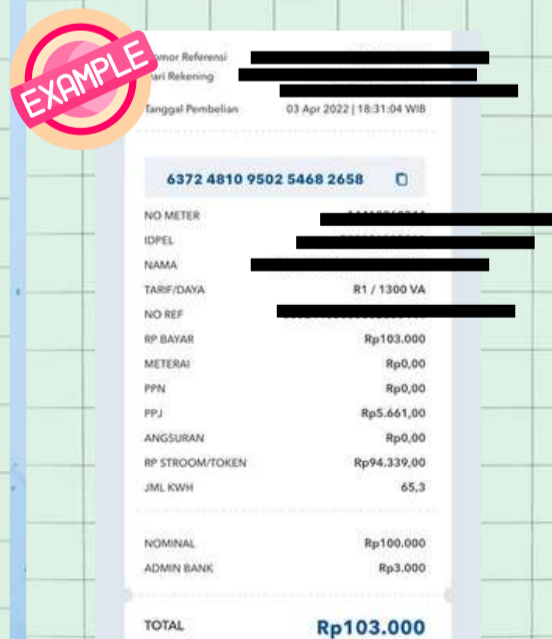 EXAMPLE
Nomor Referensi
Dari Rekening
Tanggal Pembelian 03 Apr 2022 | 18:31:04 WIB
6372 4810 9502 5468 2658
NO METER
IDPEL
NAMA
TARIF/DAYA R1 / 1300 VA
NO REF
RP BAYAR Rp103.000
METERAI Rp0,00
PPN Rp0,00
PPJ Rp5.661,00
ANGSURAN Rp0,00
RP STROOM/TOKEN Rp94.339,00
JML KWH 65,3
NOMINAL Rp100.000
ADMIN BANK Rp3.000
TOTAL Rp103.000